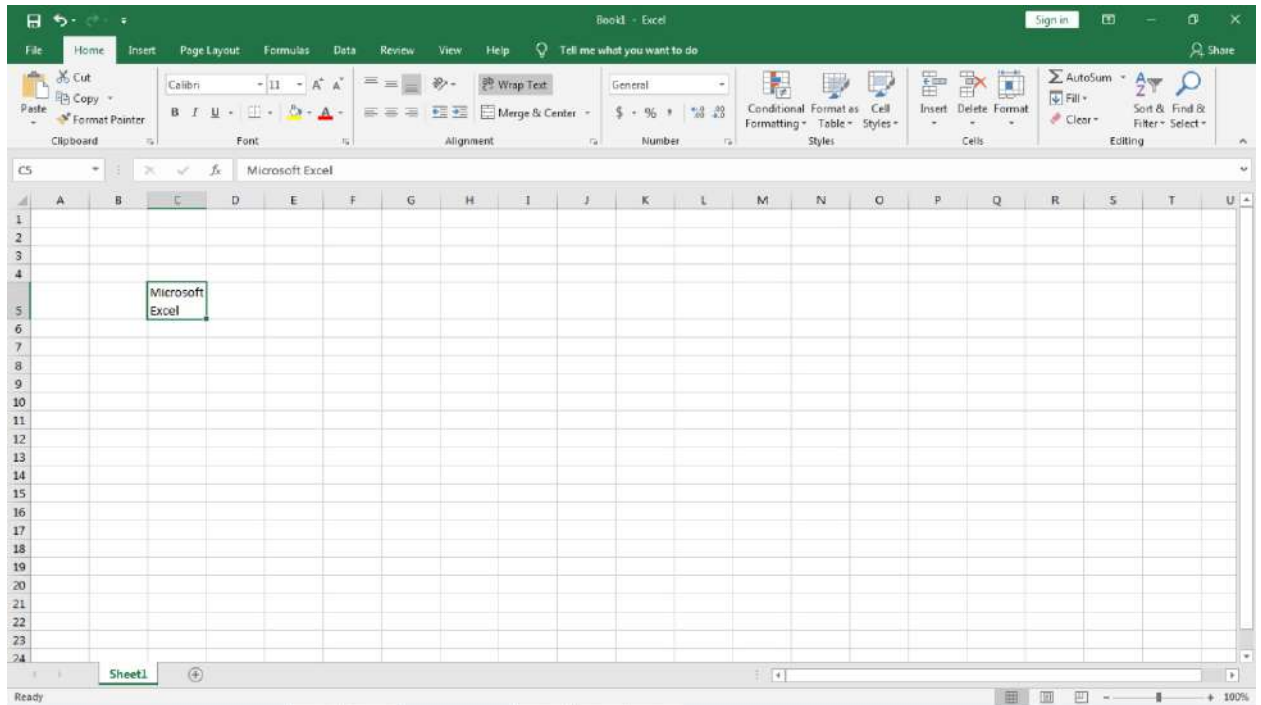 Book1 - Excel
Sign in
File Home Insert Page Layout Formulas Data Review View Help Tell me what you want to do Share
Paste
Cut
Copy
Format Painter
Clipboard
Calibri 11 A A
B I U A
Font
Wrap Text
Merge & Center
Alignment
General
$ % ,
Number
Conditional Formatting
Format as Table
Cell Styles
Styles
Insert Delete Format
Cells
AutoSum
Fill
Clear
Sort & Filter
Find & Select
Editing
C5 fx Microsoft Excel
A B C D E F G H I J K L M N O P Q R S T U
1
2
3
4
Microsoft
5 Excel
6
7
8
9
10
11
12
13
14
15
16
17
18
19
20
21
22
23
24
Sheet1
Ready 100%